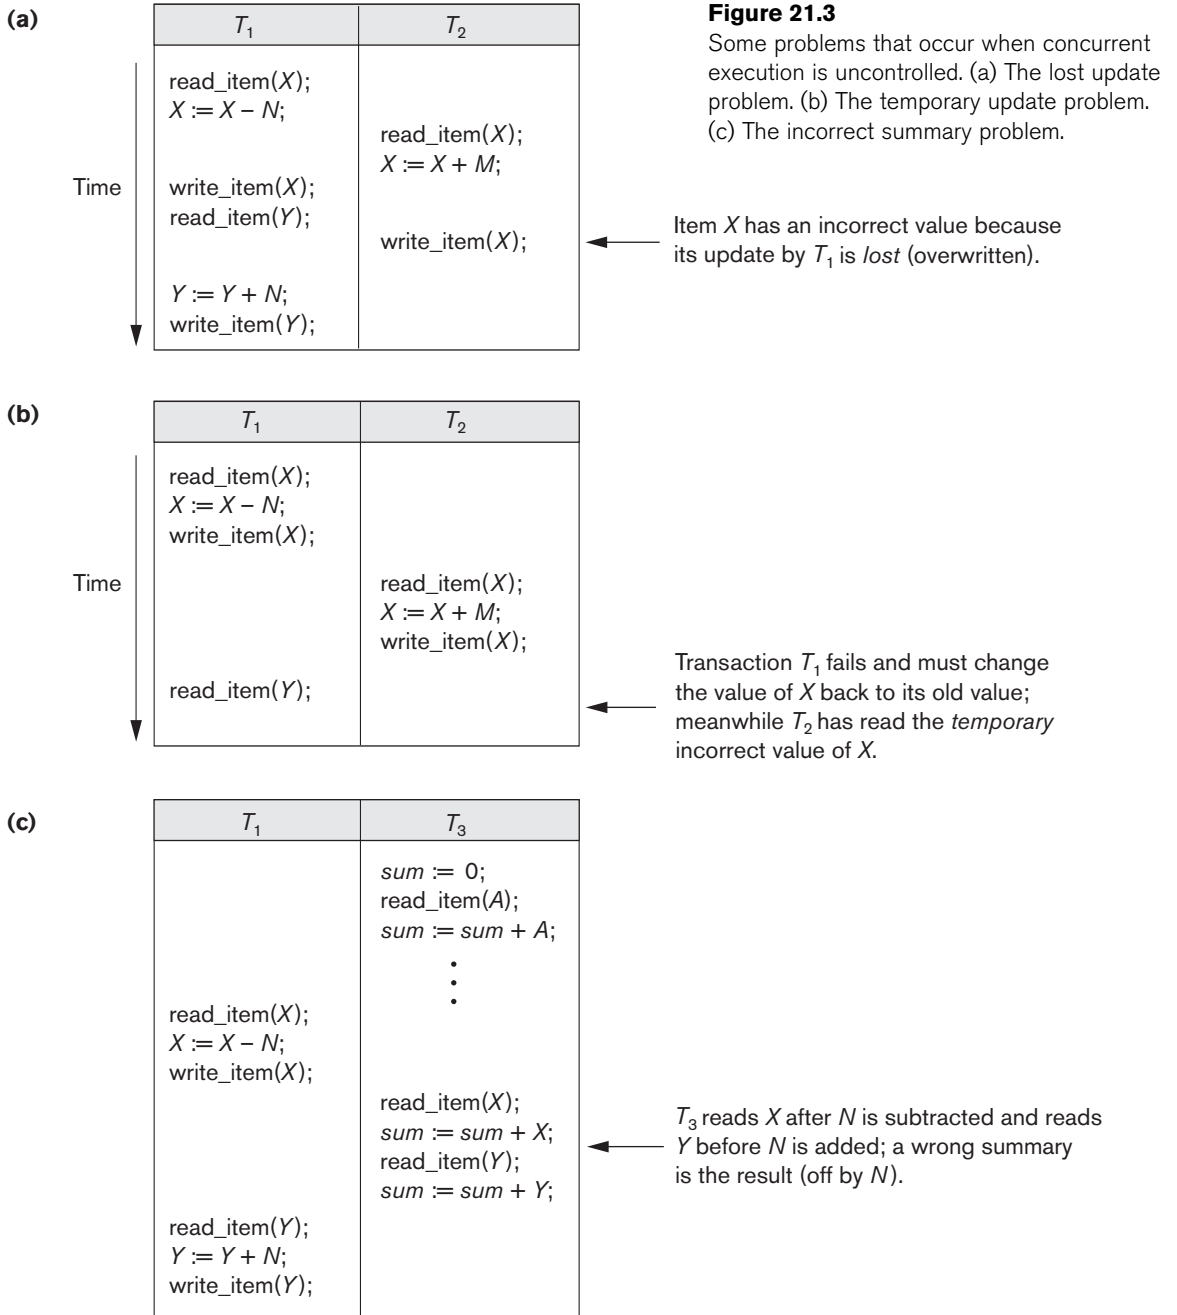 Figure 21.3
Some problems that occur when concurrent
execution is uncontrolled. (a) The lost update
problem. (b) The temporary update problem.
(c) The incorrect summary problem.
(a)
T1 T2
read_item(X);
X := X – N;
read_item(X);
X := X + M;
Time
write_item(X);
read_item(Y);
write_item(X);
Item X has an incorrect value because
its update by T1 is lost (overwritten).
Y := Y + N;
write_item(Y);
(b)
T1 T2
read_item(X);
X := X – N;
write_item(X);
Time
read_item(X);
X := X + M;
write_item(X);
read_item(Y);
Transaction T1 fails and must change
the value of X back to its old value;
meanwhile T2 has read the temporary
incorrect value of X.
(c)
T1 T3
sum := 0;
read_item(A);
sum := sum + A;
read_item(X);
X := X – N;
write_item(X);
read_item(X);
sum := sum + X;
read_item(Y);
sum := sum + Y;
T3 reads X after N is subtracted and reads
Y before N is added; a wrong summary
is the result (off by N).
read_item(Y);
Y := Y + N;
write_item(Y);